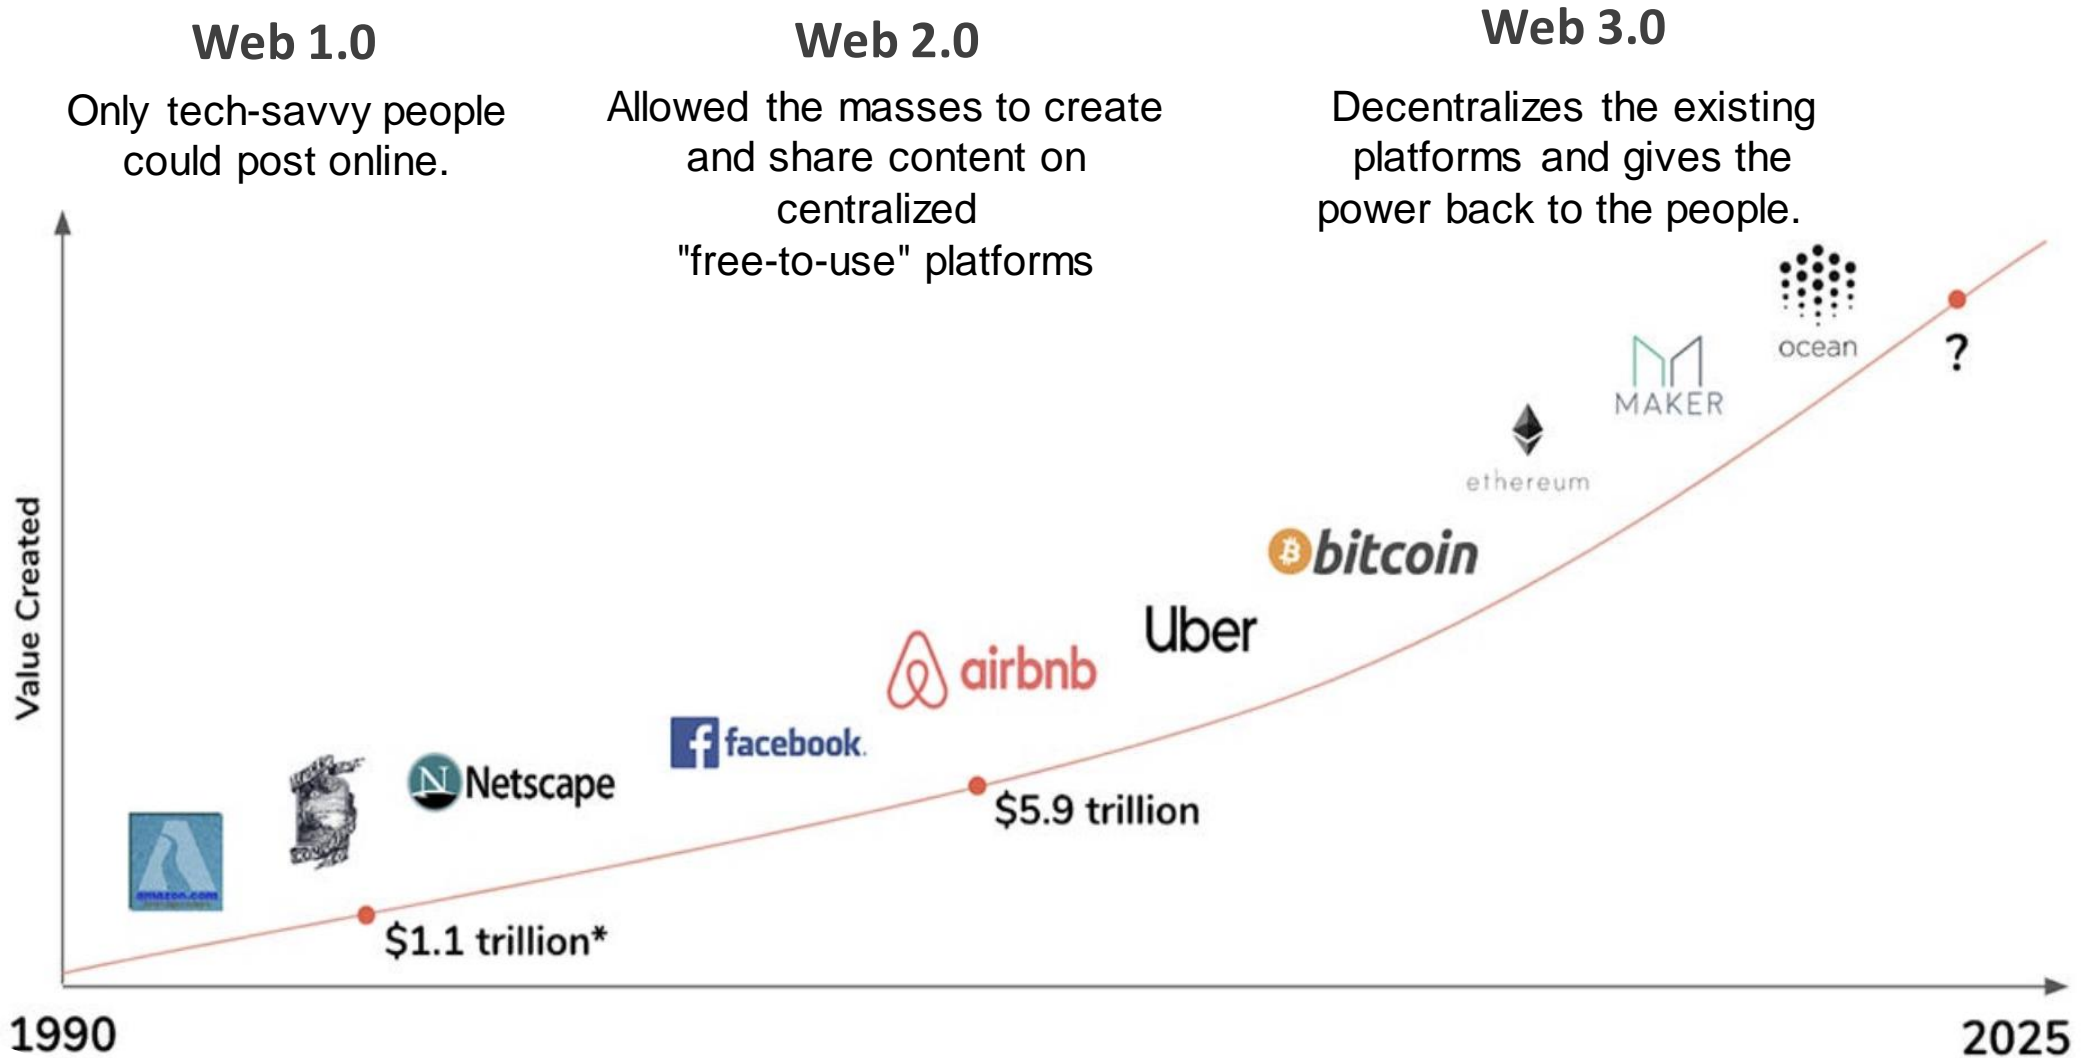 Web 1.0
Only tech-savvy people
could post online.
Web 2.0
Allowed the masses to create
and share content on
centralized
"free-to-use" platforms
Web 3.0
Decentralizes the existing
platforms and gives the
power back to the people.
Value Created
amazon.com
Netscape
facebook.
airbnb
Uber
bitcoin
ethereum
MAKER
ocean
?
$1.1 trillion*
$5.9 trillion
1990
2025